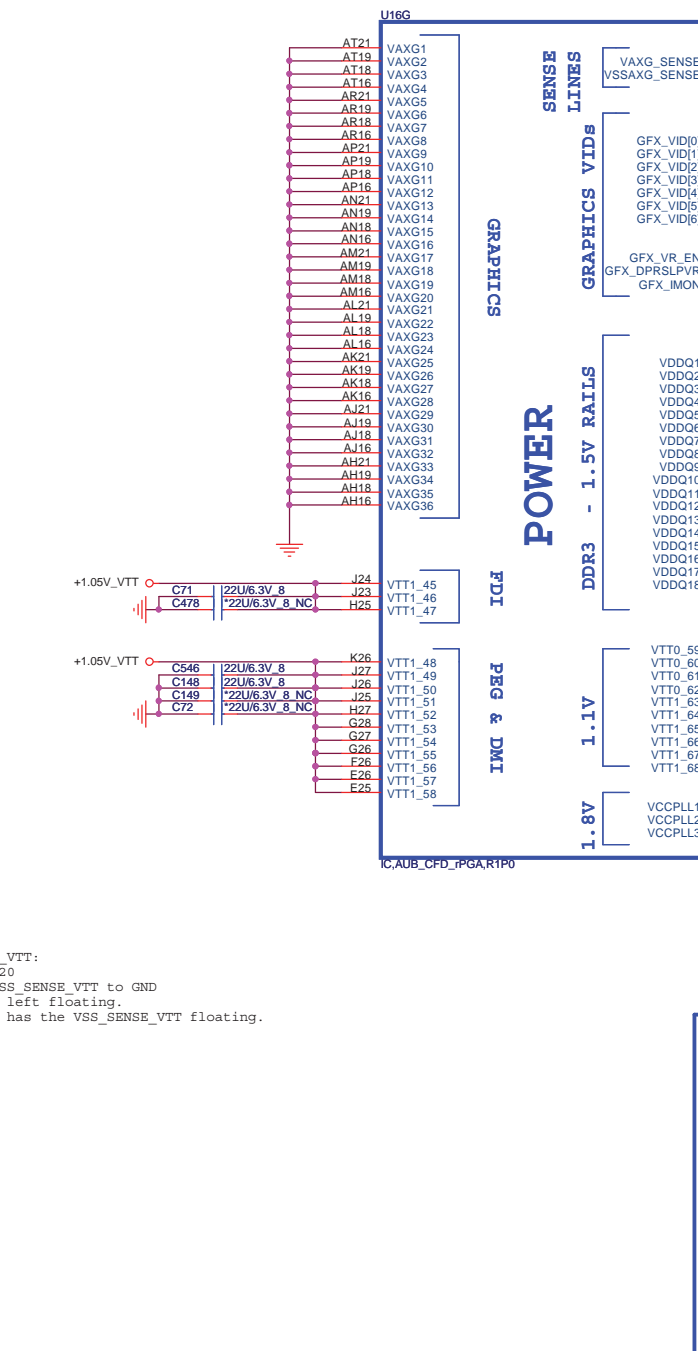 U16G
AT21 VAXG1
AT19 VAXG2
AT18 VAXG3
AT16 VAXG4
AR21 VAXG5
AR19 VAXG6
AR18 VAXG7
AR16 VAXG8
AP21 VAXG9
AP19 VAXG10
AP18 VAXG11
AP16 VAXG12
AN21 VAXG13
AN19 VAXG14
AN18 VAXG15
AN16 VAXG16
AM21 VAXG17
AM19 VAXG18
AM18 VAXG19
AM16 VAXG20
AL21 VAXG21
AL19 VAXG22
AL18 VAXG23
AL16 VAXG24
AK21 VAXG25
AK19 VAXG26
AK18 VAXG27
AK16 VAXG28
AJ21 VAXG29
AJ19 VAXG30
AJ18 VAXG31
AJ16 VAXG32
AH21 VAXG33
AH19 VAXG34
AH18 VAXG35
AH16 VAXG36
GRAPHICS
POWER
SENSE
LINES
VAXG_SENSE
VSSAXG_SENSE
GRAPHICS VIDs
GFX_VID[0
GFX_VID[1
GFX_VID[2
GFX_VID[3
GFX_VID[4
GFX_VID[5
GFX_VID[6
GFX_VR_EN
GFX_DPRSLPVR
GFX_IMON
DDR3 - 1.5V RAILS
VDDQ1
VDDQ2
VDDQ3
VDDQ4
VDDQ5
VDDQ6
VDDQ7
VDDQ8
VDDQ9
VDDQ10
VDDQ11
VDDQ12
VDDQ13
VDDQ14
VDDQ15
VDDQ16
VDDQ17
VDDQ18
+1.05V_VTT J24 VTT1_45
C71 22U/6.3V_8 J23 VTT1_46
C478 *22U/6.3V_8_NC H25 VTT1_47
FDI
+1.05V_VTT K26 VTT1_48
C546 22U/6.3V_8 J27 VTT1_49
C148 22U/6.3V_8 J26 VTT1_50
C149 *22U/6.3V_8_NC J25 VTT1_51
C72 *22U/6.3V_8_NC H27 VTT1_52
G28 VTT1_53
G27 VTT1_54
G26 VTT1_55
F26 VTT1_56
E26 VTT1_57
E25 VTT1_58
PEG & DMI
1.1V
VTT0_59
VTT0_60
VTT0_61
VTT0_62
VTT1_63
VTT1_64
VTT1_65
VTT1_66
VTT1_67
VTT1_68
1.8V
VCCPLL1
VCCPLL2
VCCPLL3
IC,AUB_CFD_rPGA,R1P0
_VTT:
20
SS_SENSE_VTT to GND
left floating.
has the VSS_SENSE_VTT floating.